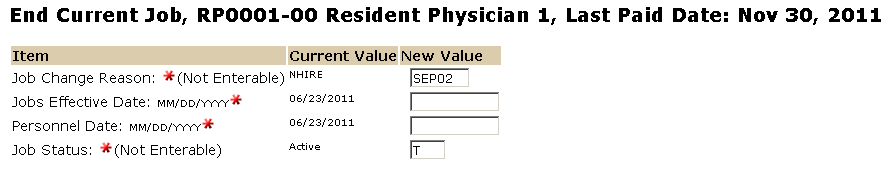 End Current Job, RP0001-00 Resident Physician 1, Last Paid Date: Nov 30, 2011
Item Current Value New Value
Job Change Reason: *(Not Enterable) NHIRE SEP02
Jobs Effective Date: MM/DD/YYYY* 06/23/2011
Personnel Date: MM/DD/YYYY* 06/23/2011
Job Status: *(Not Enterable) Active T